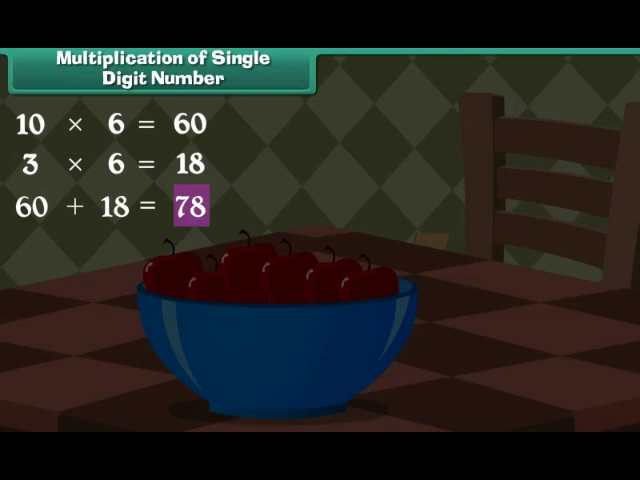 Multiplication of Single
Digit Number
10 × 6 = 60
3 × 6 = 18
60 + 18 = 78